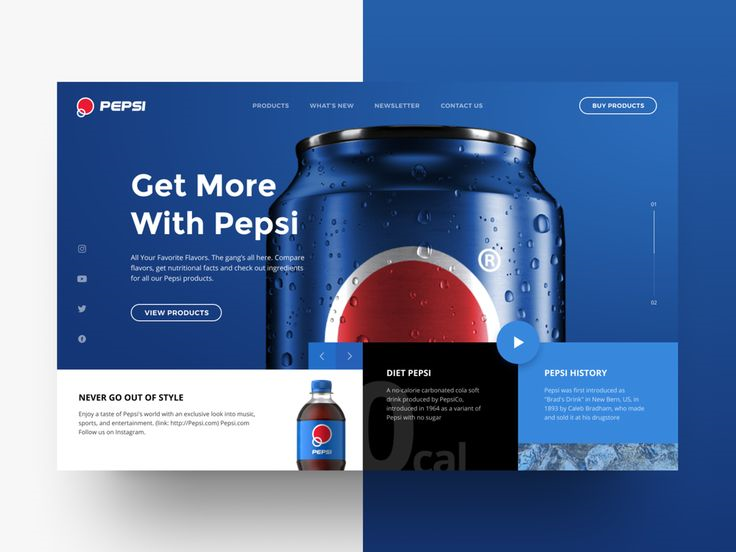 PEPSI
PRODUCTS WHAT'S NEW NEWSLETTER CONTACT US
BUY PRODUCTS
Get More
With Pepsi
All Your Favorite Flavors. The gang's all here. Compare
flavors, get nutritional facts and check out ingredients
for all our Pepsi products.
VIEW PRODUCTS
®
01
02
NEVER GO OUT OF STYLE
Enjoy a taste of Pepsi's world with an exclusive look into music,
sports, and entertainment. (link: http://Pepsi.com) Pepsi.com
Follow us on Instagram.
PEPSI
DIET PEPSI
A no-calorie carbonated cola soft
drink produced by PepsiCo,
introduced in 1964 as a variant of
Pepsi with no sugar
0cal
PEPSI HISTORY
Pepsi was first introduced as
"Brad's Drink" in New Bern, US, in
1893 by Caleb Bradham, who made
and sold it at his drugstore